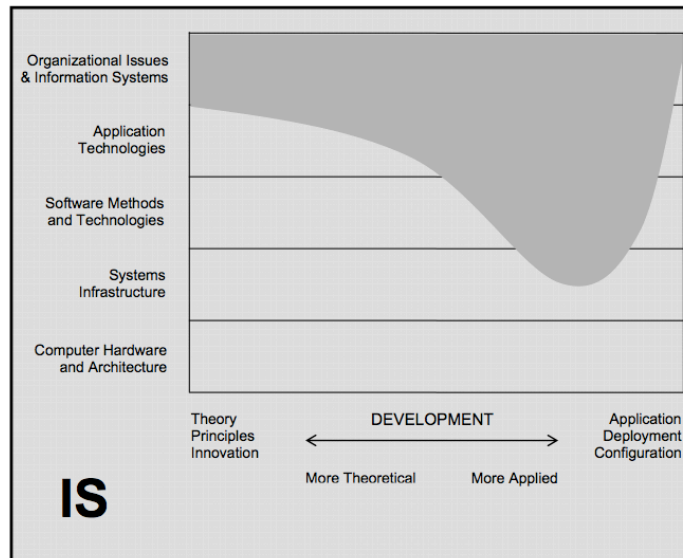 Organizational Issues
& Information Systems
Application
Technologies
Software Methods
and Technologies
Systems
Infrastructure
Computer Hardware
and Architecture
Theory
Principles
Innovation
DEVELOPMENT
Application
Deployment
Configuration
More Theoretical
More Applied
IS